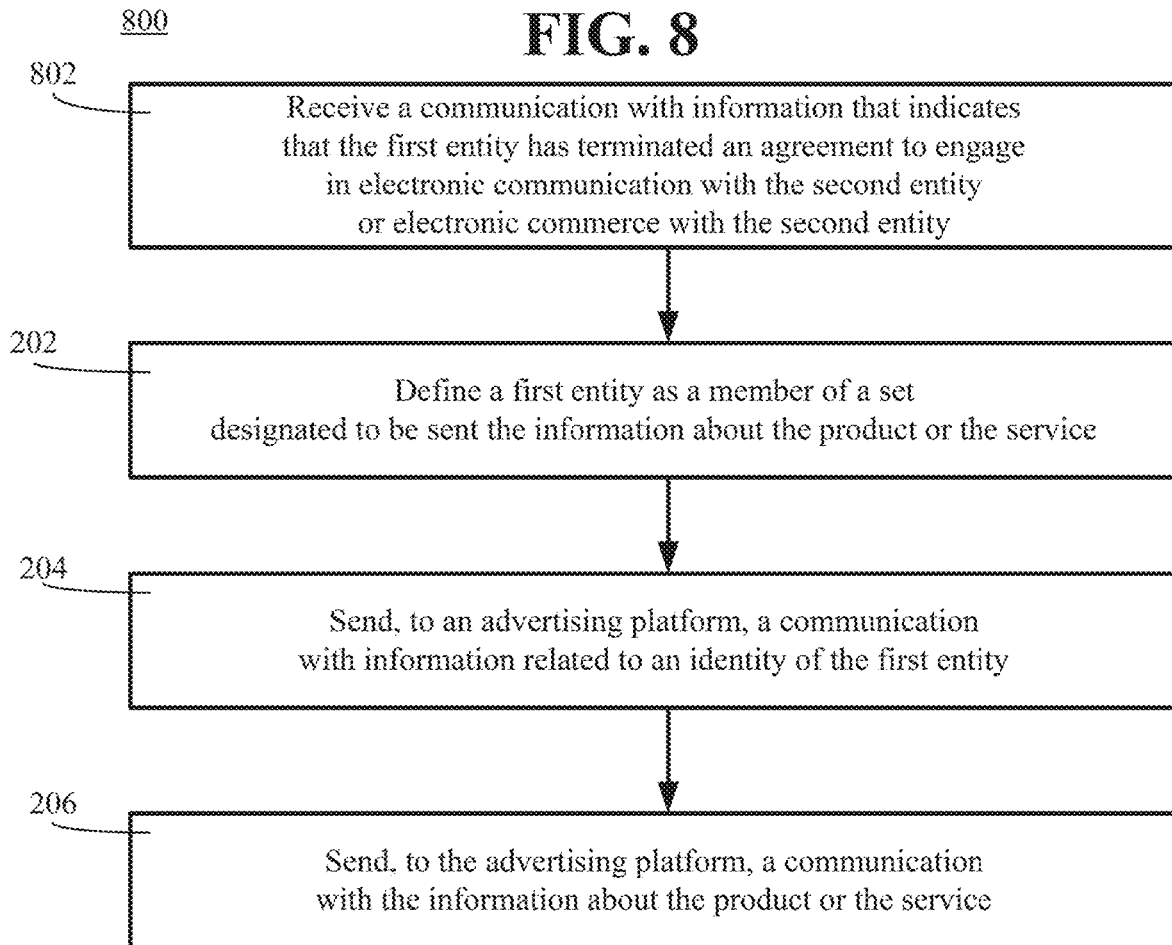 800
FIG. 8
802
Receive a communication with information that indicates
that the first entity has terminated an agreement to engage
in electronic communication with the second entity
or electronic commerce with the second entity
202
Define a first entity as a member of a set
designated to be sent the information about the product or the service
204
Send, to an advertising platform, a communication
with information related to an identity of the first entity
206
Send, to the advertising platform, a communication
with the information about the product or the service